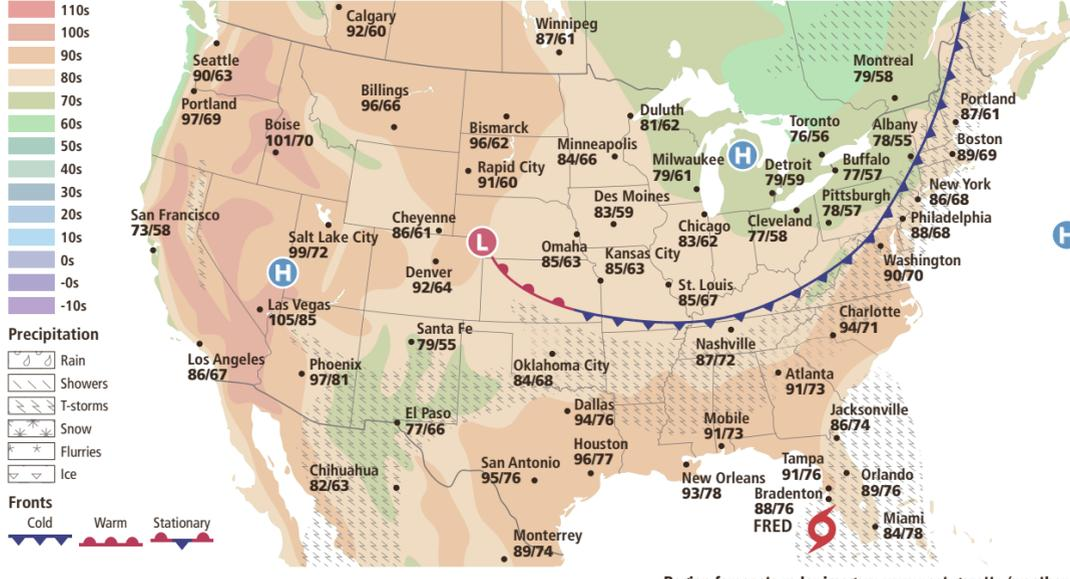 110s
100s
90s
80s
70s
60s
50s
40s
30s
20s
10s
0s
-0s
-10s
Precipitation
Rain
Showers
T-storms
Snow
Flurries
Ice
Fronts
Cold
Warm
Stationary
Calgary
92/60
Winnipeg
87/61
Seattle
90/63
Montreal
79/58
Portland
97/69
Billings
96/66
Duluth
81/62
Portland
87/61
Boise
101/70
Bismarck
96/62
Toronto
76/56
Albany
78/55
Boston
89/69
Minneapolis
84/66
Milwaukee
79/61
H
Detroit
79/59
Buffalo
77/57
Rapid City
91/60
New York
86/68
Pittsburgh
78/57
Des Moines
83/59
San Francisco
73/58
Cheyenne
86/61
Chicago
83/62
Cleveland
77/58
Philadelphia
88/68
Salt Lake City
99/72
L
Omaha
85/63
Kansas City
85/63
Washington
90/70
H
H
Denver
92/64
St. Louis
85/67
Las Vegas
105/85
Charlotte
94/71
Santa Fe
79/55
Nashville
87/72
Los Angeles
86/67
Phoenix
97/81
Oklahoma City
84/68
Atlanta
91/73
El Paso
77/66
Dallas
94/76
Mobile
91/73
Jacksonville
86/74
Houston
96/77
Chihuahua
82/63
San Antonio
95/76
New Orleans
93/78
Tampa
91/76
Orlando
89/76
Bradenton
88/76
FRED
Miami
84/78
Monterrey
89/74